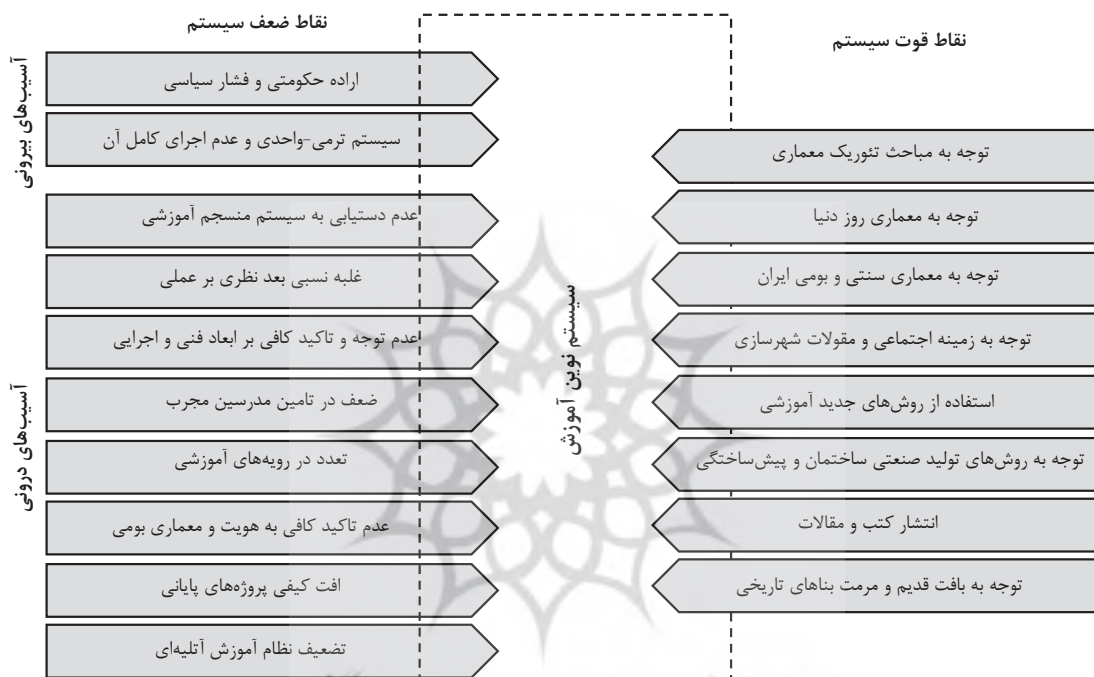 نقاط قوت سیستم
توجه به مباحث تئوریک معماری
توجه به معماری روز دنیا
توجه به معماری سنتی و بومی ایران
توجه به زمینه اجتماعی و مقولات شهرسازی
استفاده از روش‌های جدید آموزشی
توجه به روش‌های تولید صنعتی ساختمان و پیش‌ساختگی
انتشار کتب و مقالات
توجه به بافت قدیم و مرمت بناهای تاریخی
سیستم نوین آموزش
نقاط ضعف سیستم
آسیب‌های بیرونی
اراده حکومتی و فشار سیاسی
سیستم ترمی-واحدی و عدم اجرای کامل آن
آسیب‌های درونی
عدم دستیابی به سیستم منسجم آموزشی
غلبه نسبی بعد نظری بر عملی
عدم توجه و تاکید کافی بر ابعاد فنی و اجرایی
ضعف در تامین مدرسین مجرب
تعدد در رویه‌های آموزشی
عدم تاکید کافی به هویت و معماری بومی
افت کیفی پروژه‌های پایانی
تضعیف نظام آموزش آتلیه‌ای